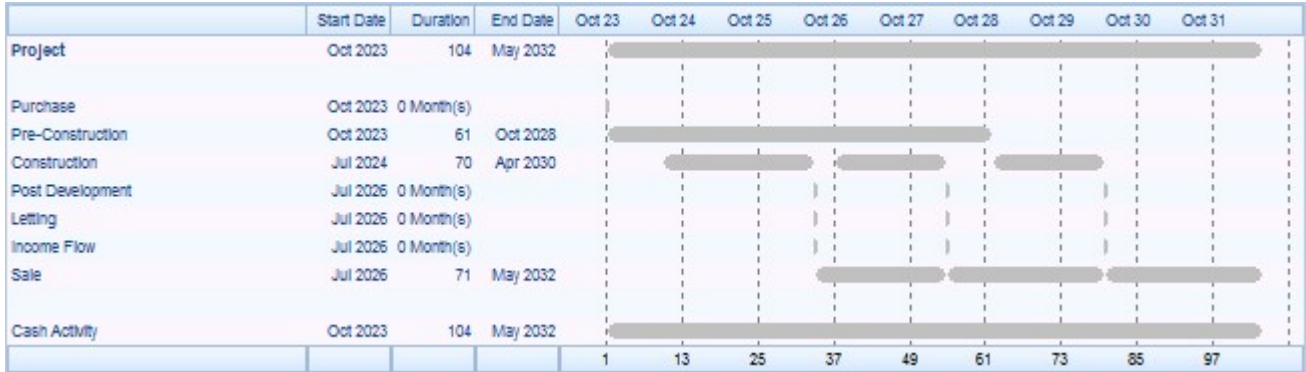 Start Date Duration End Date Oct 23 Oct 24 Oct 25 Oct 26 Oct 27 Oct 28 Oct 29 Oct 30 Oct 31
Project Oct 2023 104 May 2032
Purchase Oct 2023 0 Month(s)
Pre-Construction Oct 2023 61 Oct 2028
Construction Jul 2024 70 Apr 2030
Post Development Jul 2026 0 Month(s)
Letting Jul 2026 0 Month(s)
Income Flow Jul 2026 0 Month(s)
Sale Jul 2026 71 May 2032
Cash Activity Oct 2023 104 May 2032
1 13 25 37 49 61 73 85 97